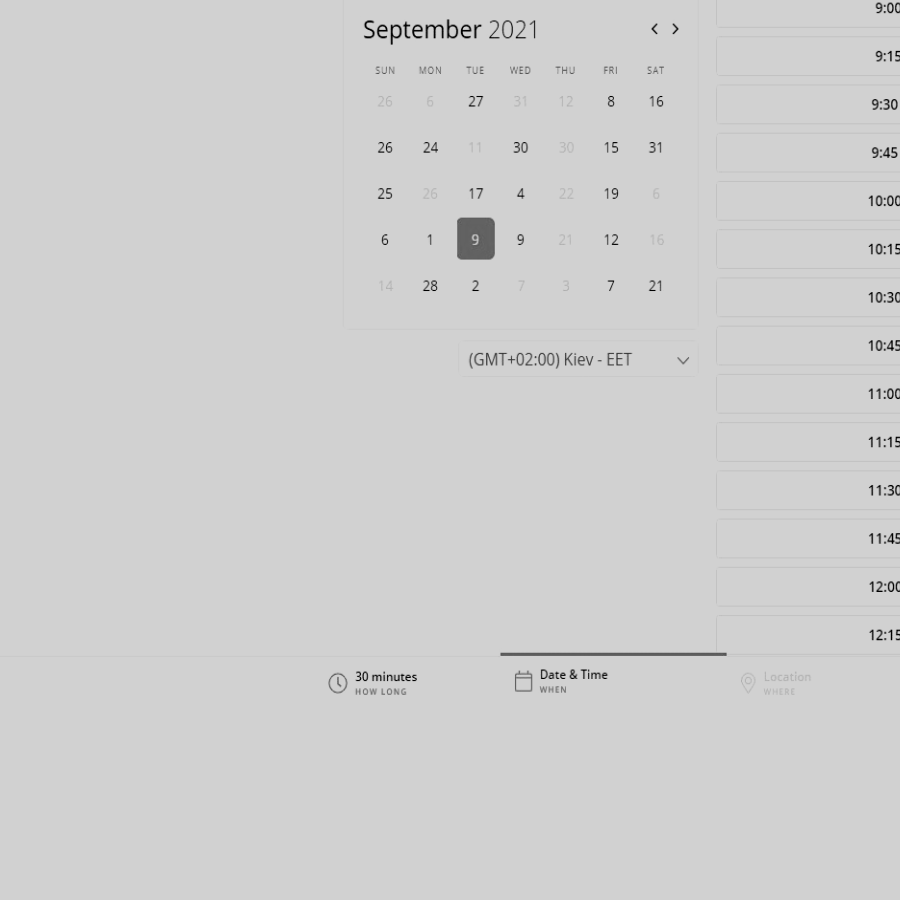 September 2021
SUN MON TUE WED THU FRI SAT
26 6 27 31 12 8 16
26 24 11 30 30 15 31
25 26 17 4 22 19 6
6 1 9 9 21 12 16
14 28 2 7 3 7 21
(GMT+02:00) Kiev - EET
9:00
9:15
9:30
9:45
10:00
10:15
10:30
10:45
11:00
11:15
11:30
11:45
12:00
12:15
30 minutes
HOW LONG
Date & Time
WHEN
Location
WHERE